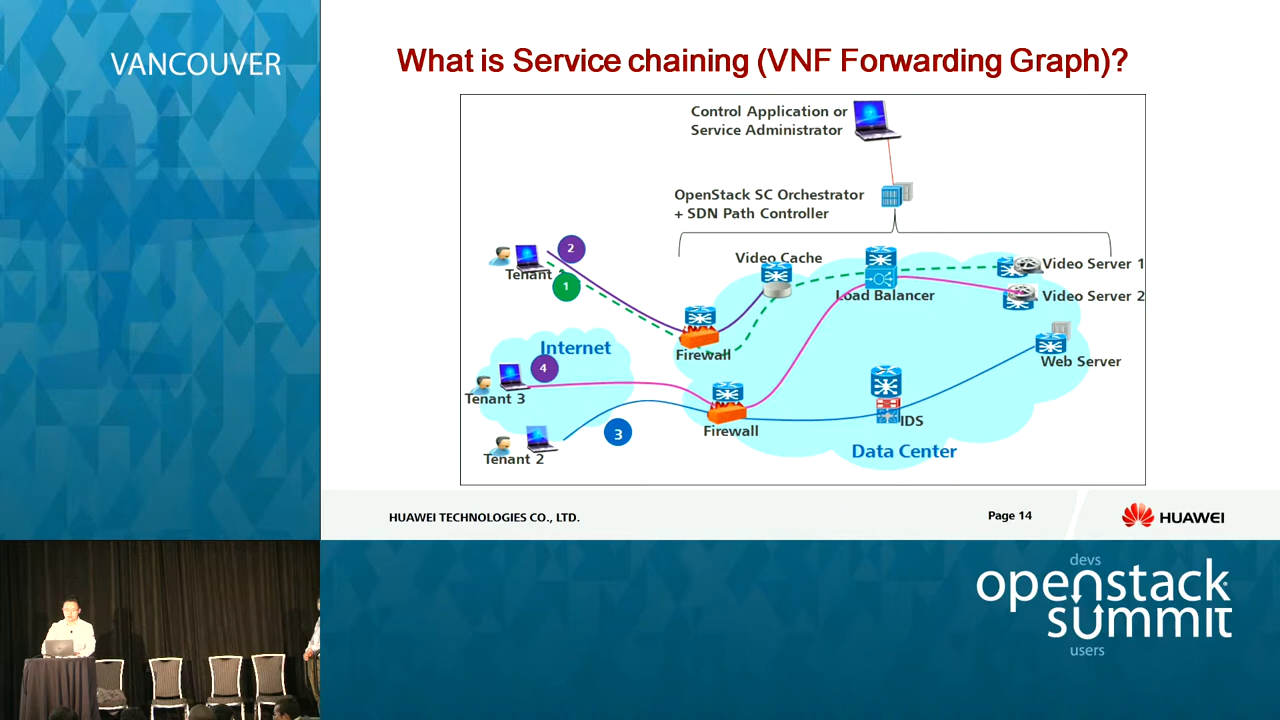 VANCOUVER
What is Service chaining (VNF Forwarding Graph)?
Control Application or
Service Administrator
OpenStack SC Orchestrator
+ SDN Path Controller
2
Tenant
1
Video Cache
Load Balancer
Video Server 1
Video Server 2
Firewall
Internet
4
Tenant 3
Web Server
Firewall
3
IDS
Tenant 2
Data Center
HUAWEI TECHNOLOGIES CO., LTD.
Page 14
HUAWEI
devs
openstack
summit
users